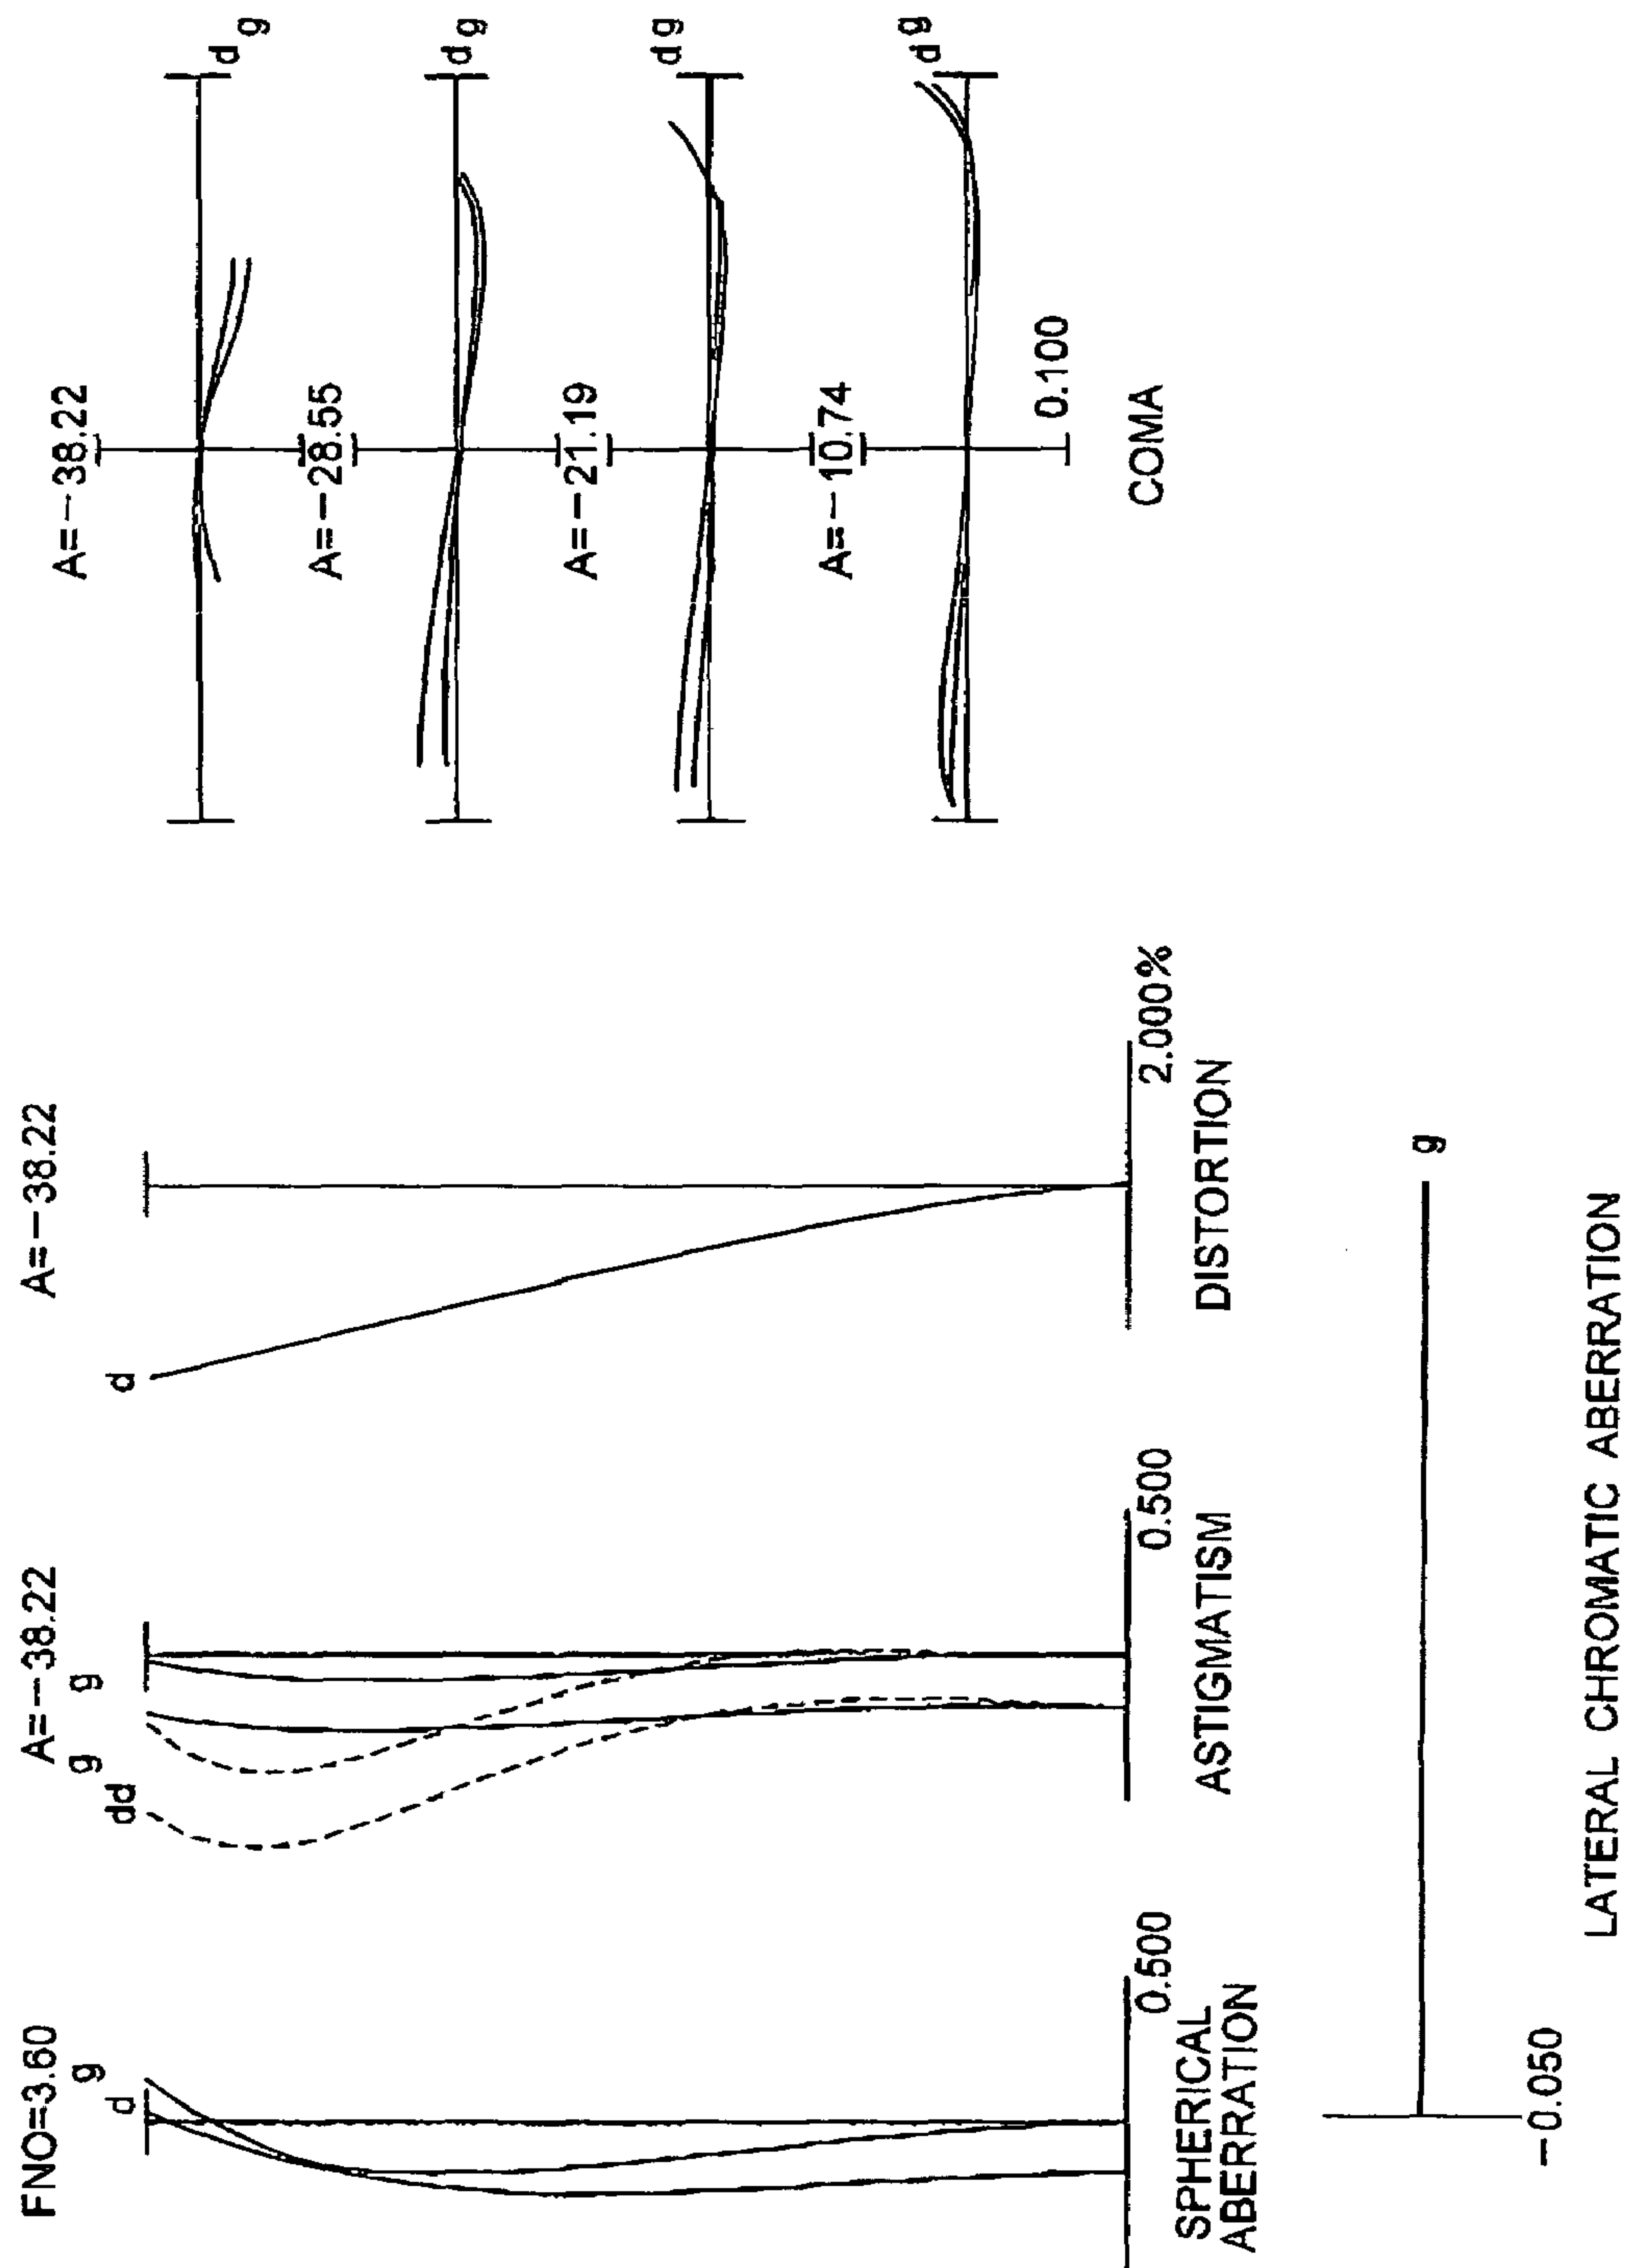 FNO=3.60
d
g
0.500
SPHERICAL
ABERRATION
A=−38.22
g
g
dd
0.500
ASTIGMATISM
A=−38.22
d
2.000%
DISTORTION
A=−38.22
d
g
A=−28.55
d
g
A=−21.19
d
g
A=−10.74
d
g
0.100
COMA
g
−0.050
LATERAL CHROMATIC ABERRATION